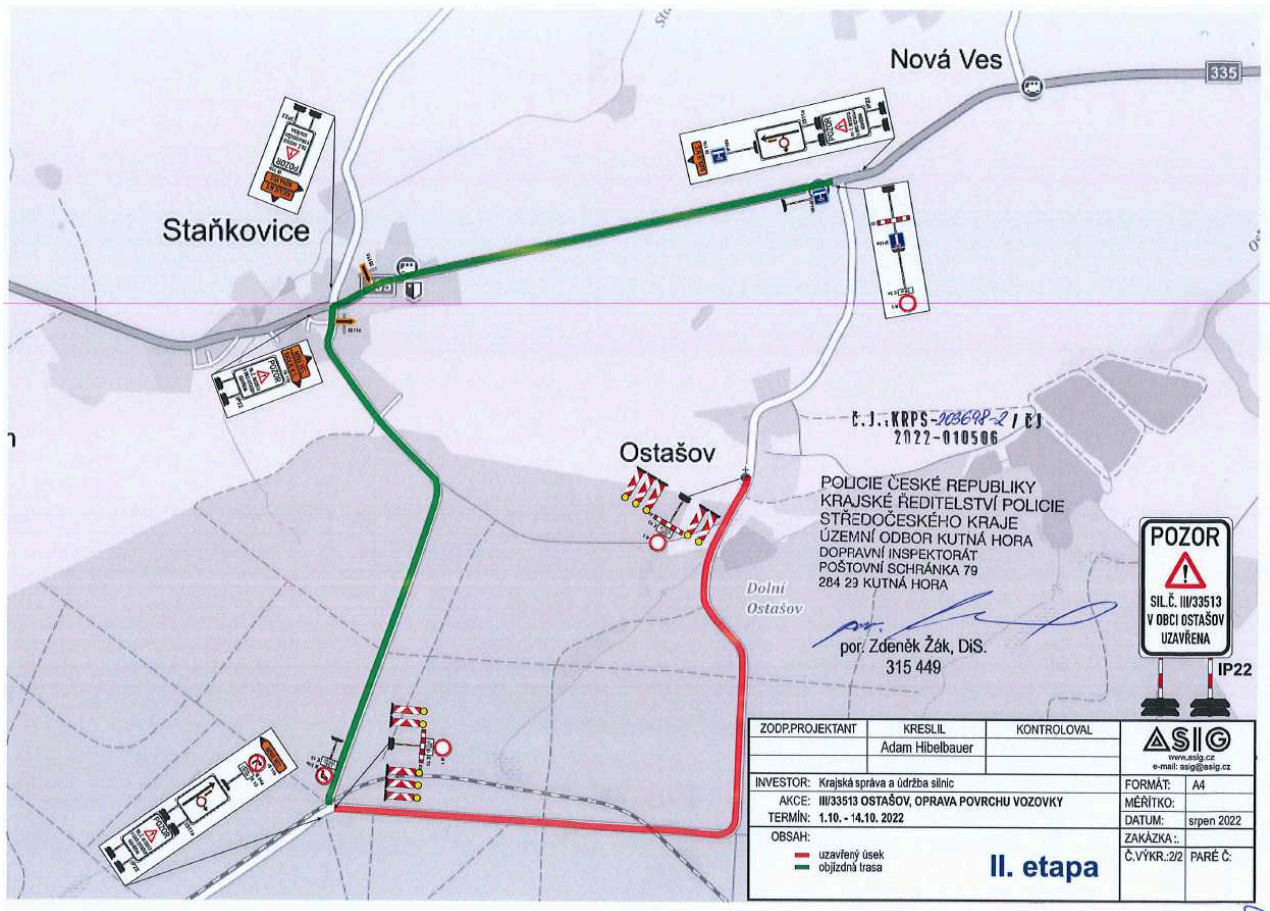 Nová Ves
335
Staňkovice
Ostašov
Č.J.:KRPS-203698-2 / ČJ
2022-010506
POLICIE ČESKÉ REPUBLIKY
KRAJSKÉ ŘEDITELSTVÍ POLICIE
STŘEDOČESKÉHO KRAJE
ÚZEMNÍ ODBOR KUTNÁ HORA
DOPRAVNÍ INSPEKTORÁT
POŠTOVNÍ SCHRÁNKA 79
284 29 KUTNÁ HORA
Dolní
Ostašov
por. Zdeněk Žák, DiS.
315 449
POZOR
SIL.Č. III/33513
V OBCI OSTAŠOV
UZAVŘENA
IP22
ZODP.PROJEKTANT KRESLIL KONTROLOVAL
Adam Hibelbauer
ASIG
www.asig.cz
e-mail: asig@asig.cz
INVESTOR: Krajská správa a údržba silnic
AKCE: III/33513 OSTAŠOV, OPRAVA POVRCHU VOZOVKY
TERMÍN: 1.10. - 14.10. 2022
OBSAH:
uzavřený úsek
objízdná trasa
II. etapa
FORMÁT: A4
MĚŘÍTKO:
DATUM: srpen 2022
ZAKÁZKA :.
Č.VÝKR.:2/2 PARÉ Č: